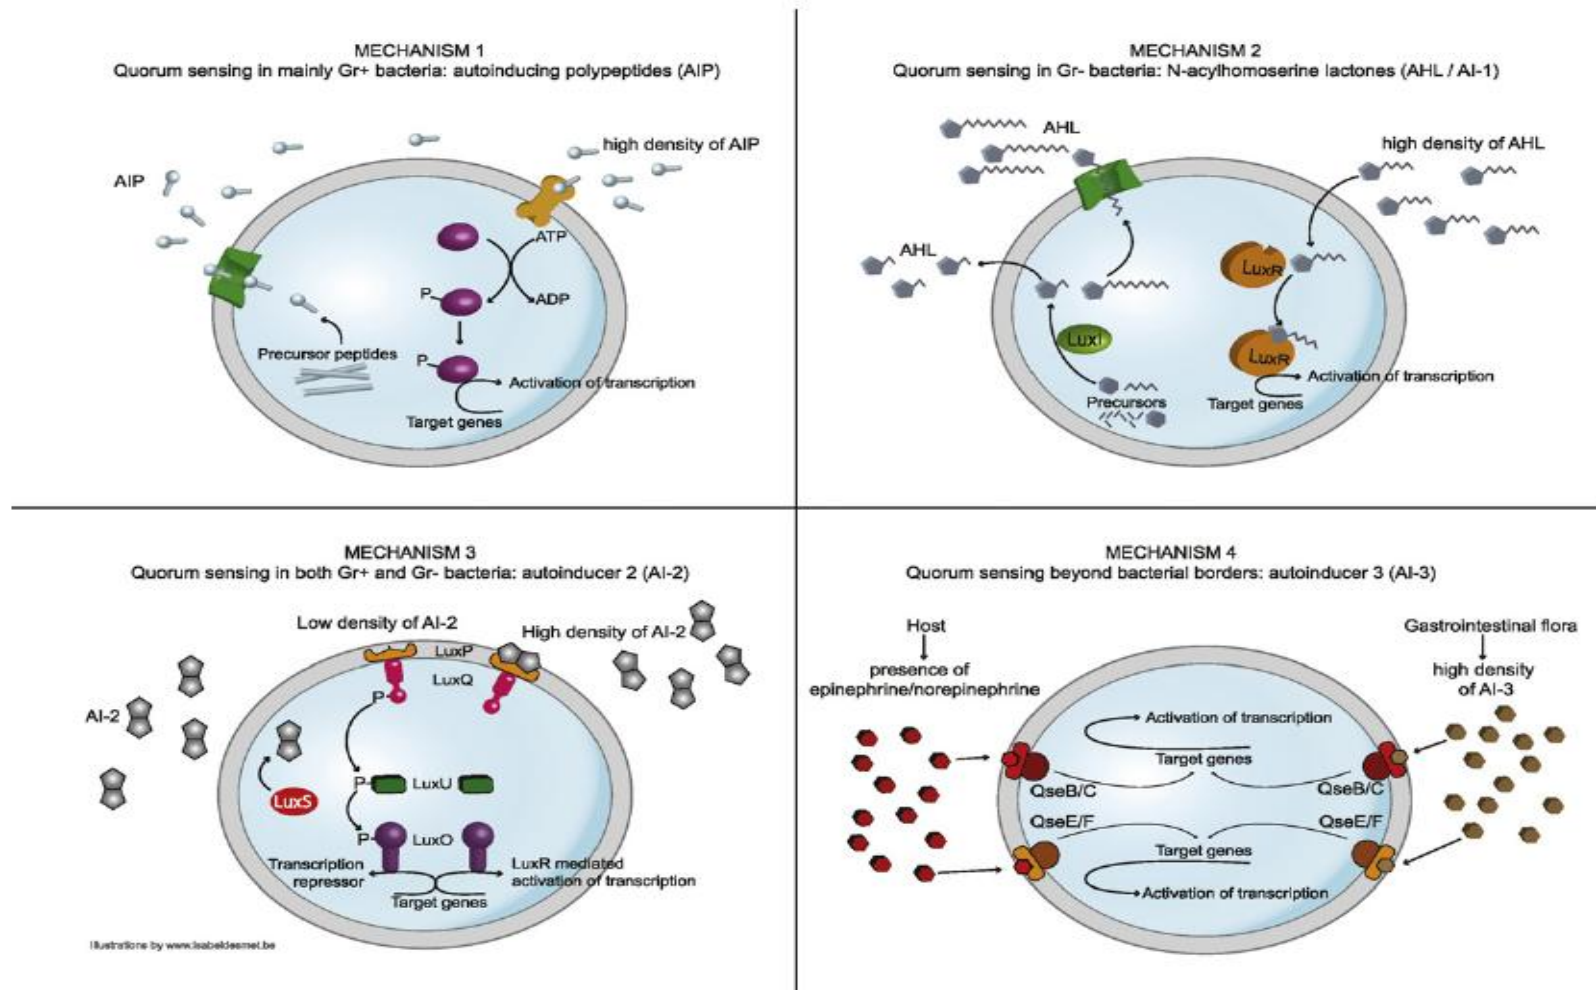 MECHANISM 1
Quorum sensing in mainly Gr+ bacteria: autoinducing polypeptides (AIP)
high density of AIP
AIP
ATP
P
ADP
Precursor peptides
P
Activation of transcription
Target genes
MECHANISM 2
Quorum sensing in Gr- bacteria: N-acylhomoserine lactones (AHL / AI-1)
AHL
high density of AHL
AHL
LuxR
LuxI
LuxR
Activation of transcription
Precursors
Target genes
MECHANISM 3
Quorum sensing in both Gr+ and Gr- bacteria: autoinducer 2 (AI-2)
Low density of AI-2
High density of AI-2
LuxP
LuxQ
P
AI-2
P
LuxU
LuxS
P
LuxO
Transcription
repressor
LuxR mediated
activation of transcription
Target genes
Illustrations by www.isabeldesmet.be
MECHANISM 4
Quorum sensing beyond bacterial borders: autoinducer 3 (AI-3)
Host
presence of
epinephrine/norepinephrine
Gastrointestinal flora
high density
of AI-3
Activation of transcription
Target genes
QseB/C
QseB/C
QseE/F
QseE/F
Target genes
Activation of transcription